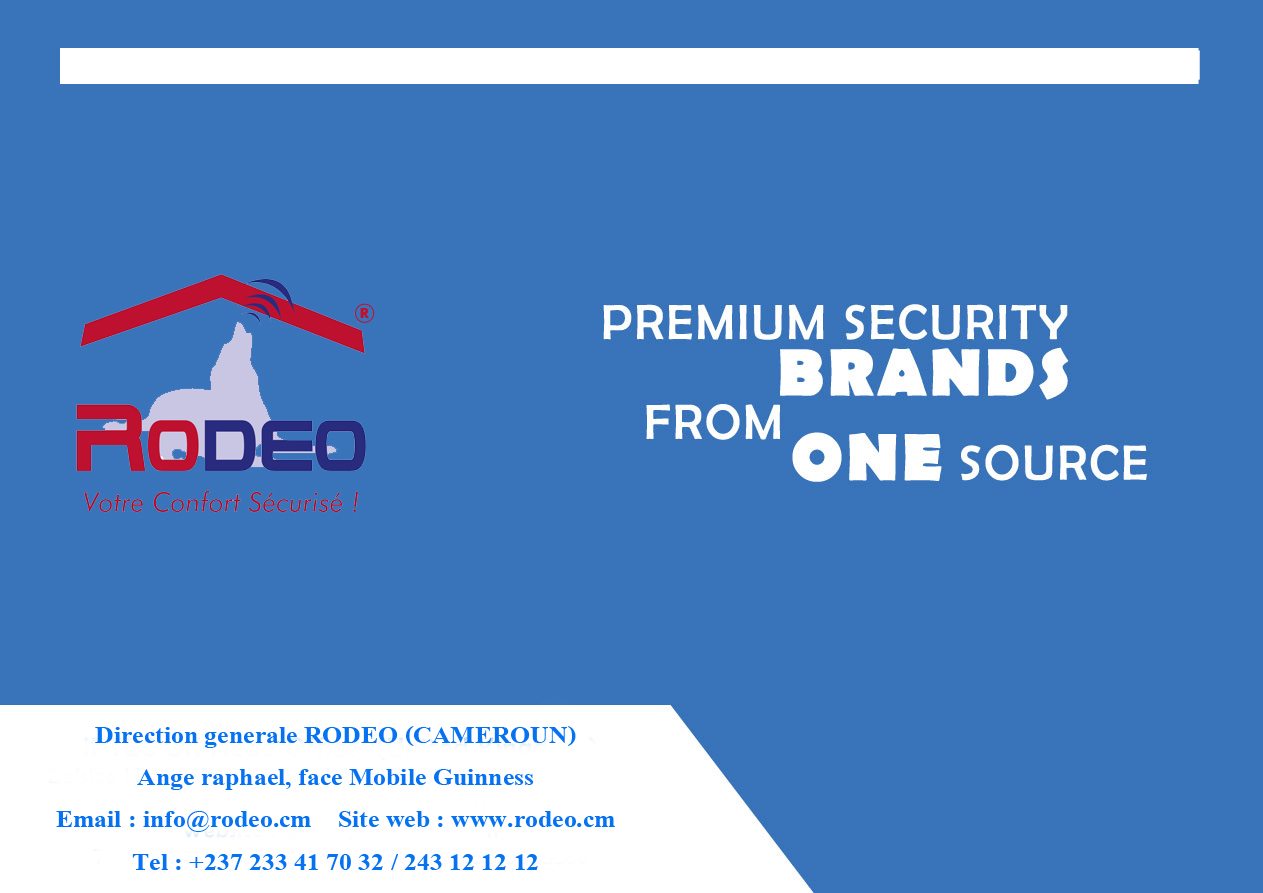 ®
RODEO
Votre Confort Sécurisé !
PREMIUM SECURITY
BRANDS
FROM
ONE SOURCE
Direction generale RODEO (CAMEROUN)
Ange raphael, face Mobile Guinness
Email : info@rodeo.cm    Site web : www.rodeo.cm
Tel : +237 233 41 70 32 / 243 12 12 12